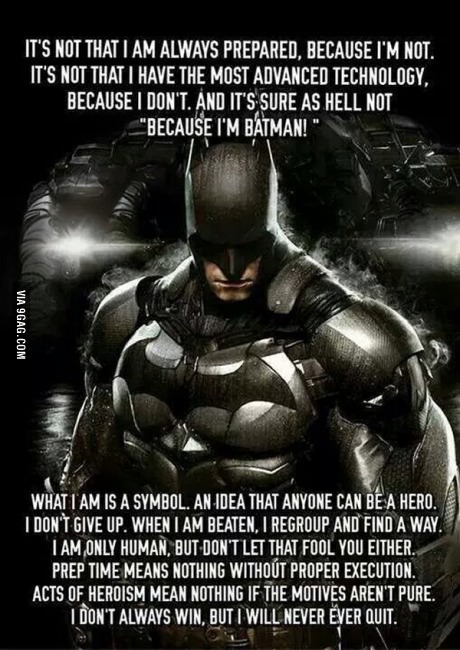 IT'S NOT THAT I AM ALWAYS PREPARED, BECAUSE I'M NOT.
IT'S NOT THAT I HAVE THE MOST ADVANCED TECHNOLOGY,
BECAUSE I DON'T. AND IT'S SURE AS HELL NOT
"BECAUSE I'M BATMAN! "
VIA 9GAG.COM
WHAT I AM IS A SYMBOL. AN IDEA THAT ANYONE CAN BE A HERO.
I DON'T GIVE UP. WHEN I AM BEATEN, I REGROUP AND FIND A WAY.
I AM ONLY HUMAN, BUT DON'T LET THAT FOOL YOU EITHER.
PREP TIME MEANS NOTHING WITHOUT PROPER EXECUTION.
ACTS OF HEROISM MEAN NOTHING IF THE MOTIVES AREN'T PURE.
I DON'T ALWAYS WIN, BUT I WILL NEVER EVER QUIT.